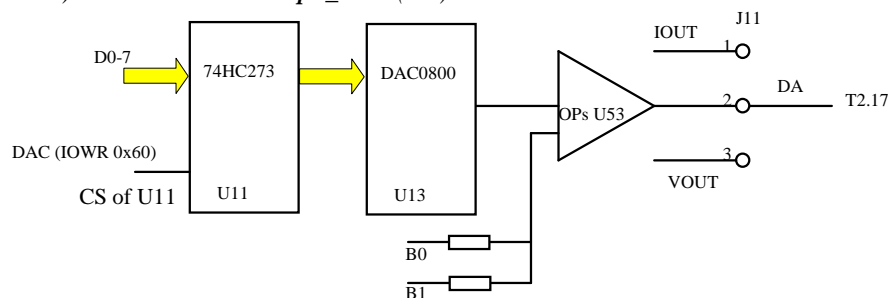 J11
IOUT
D0-7
1
74HC273
DAC0800
OPs U53
2
DA
T2.17
DAC (IOWR 0x60)
3
CS of U11
U11
U13
VOUT
B0
B1